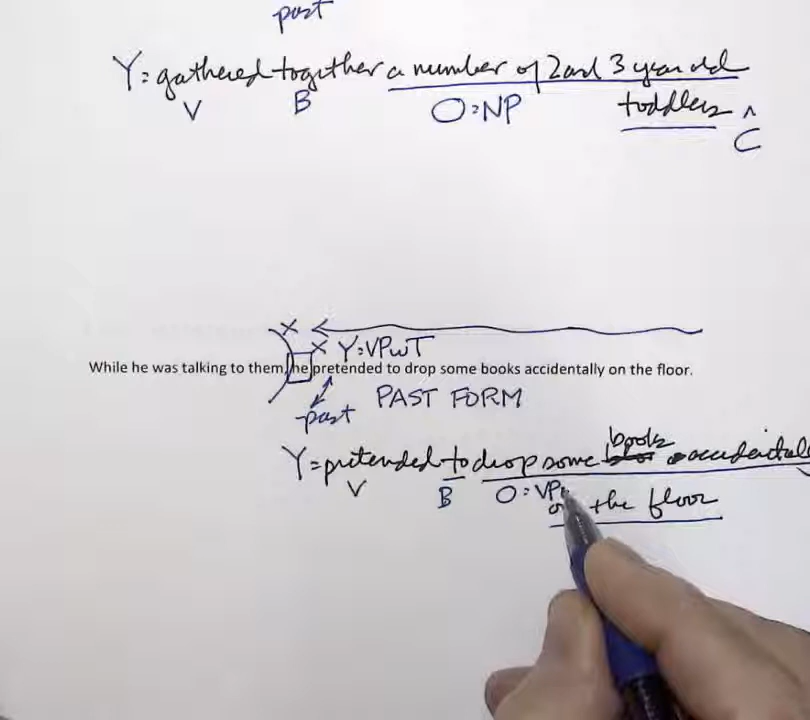 past
Y=gathered together a number of 2 and 3 year old
V B O=NP toddlers ^
C
X
X Y=VPwT
While he was talking to them, he pretended to drop some books accidentally on the floor.
past PAST FORM
books
Y=pretended to drop some accidentally
V B O=VP
the floor